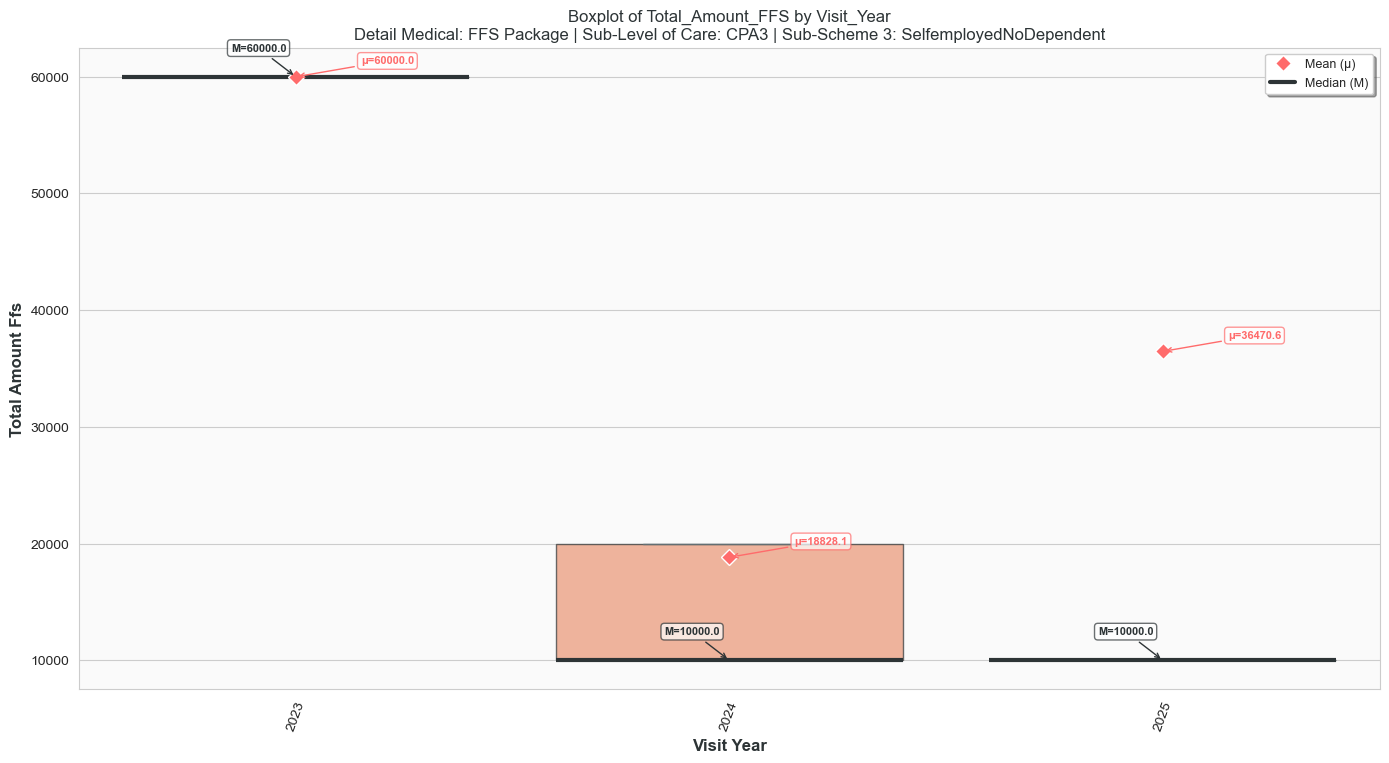 Boxplot of Total_Amount_FFS by Visit_Year
Detail Medical: FFS Package | Sub-Level of Care: CPA3 | Sub-Scheme 3: SelfemployedNoDependent
M=60000.0
μ=60000.0
Mean (μ)
Median (M)
60000
50000
40000
30000
20000
10000
Total Amount Ffs
μ=36470.6
μ=18828.1
M=10000.0
M=10000.0
2023
2024
2025
Visit Year